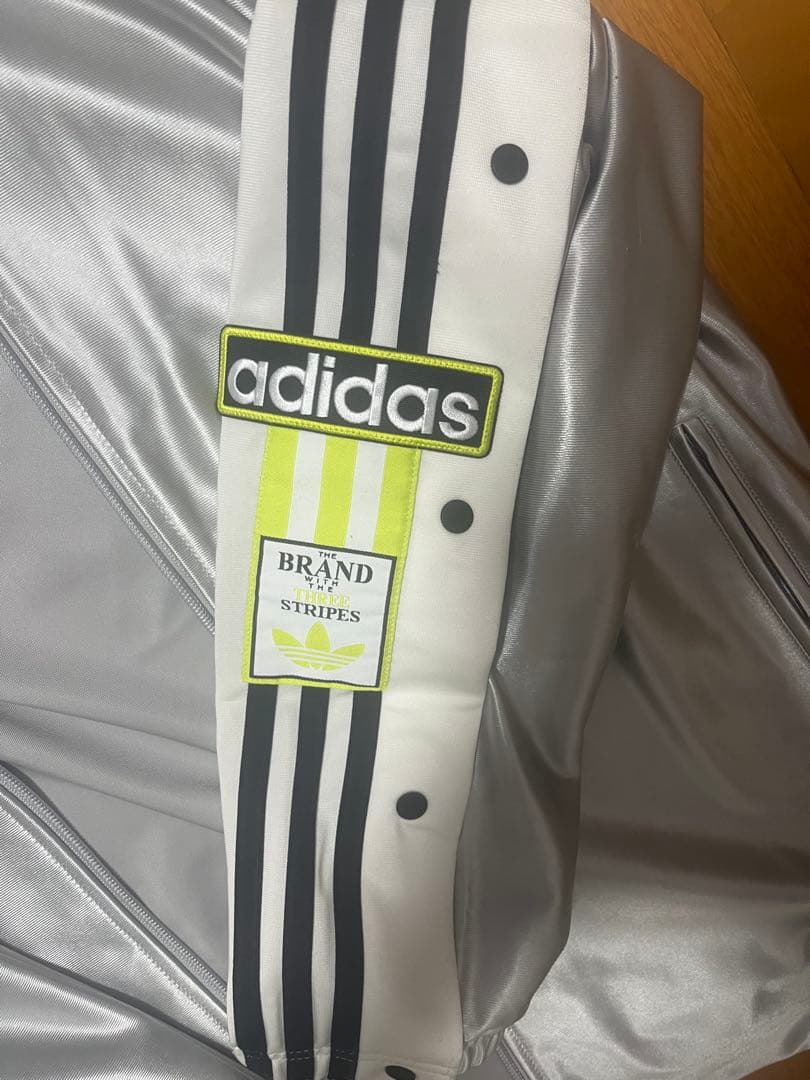 adidas
THE
BRAND
WITH
THE
THREE
STRIPES